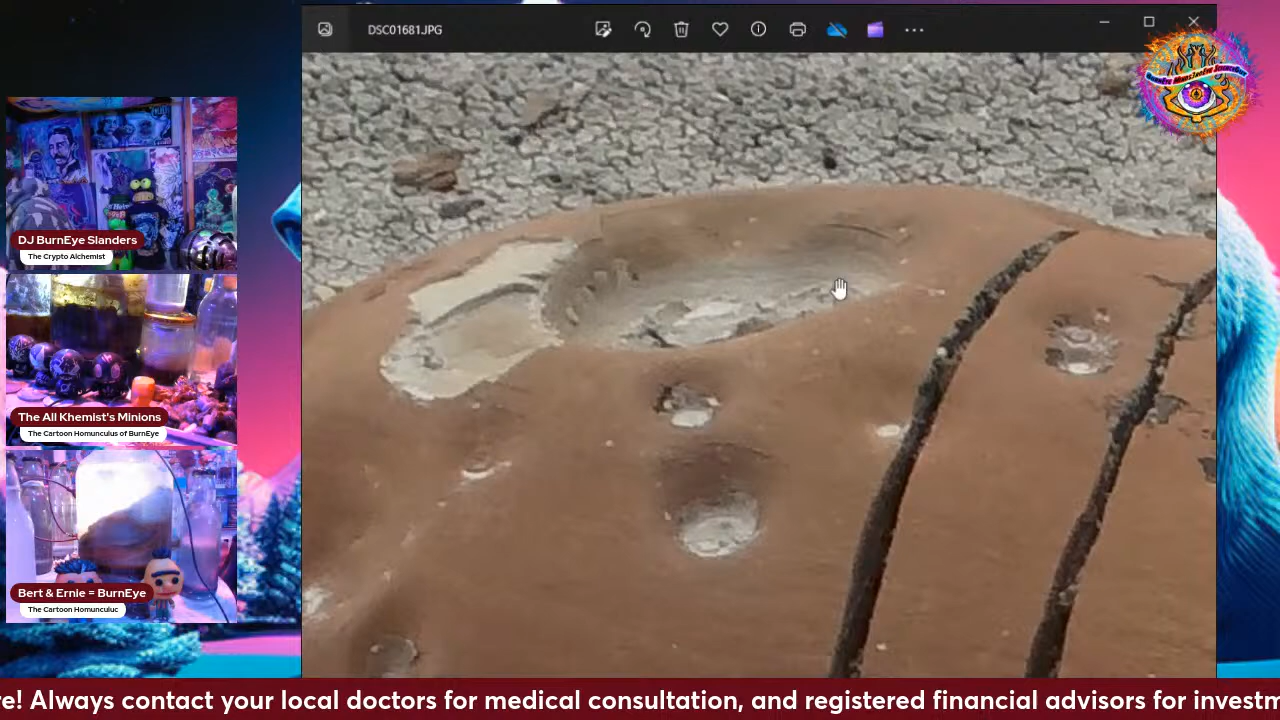 DSC01681.JPG
DJ BurnEye Slanders
The Crypto Alchemist
The All Khemist's Minions
The Cartoon Homunculus of BurnEye
Bert & Ernie = BurnEye
The Cartoon Homunculuc
re! Always contact your local doctors for medical consultation, and registered financial advisors for investm